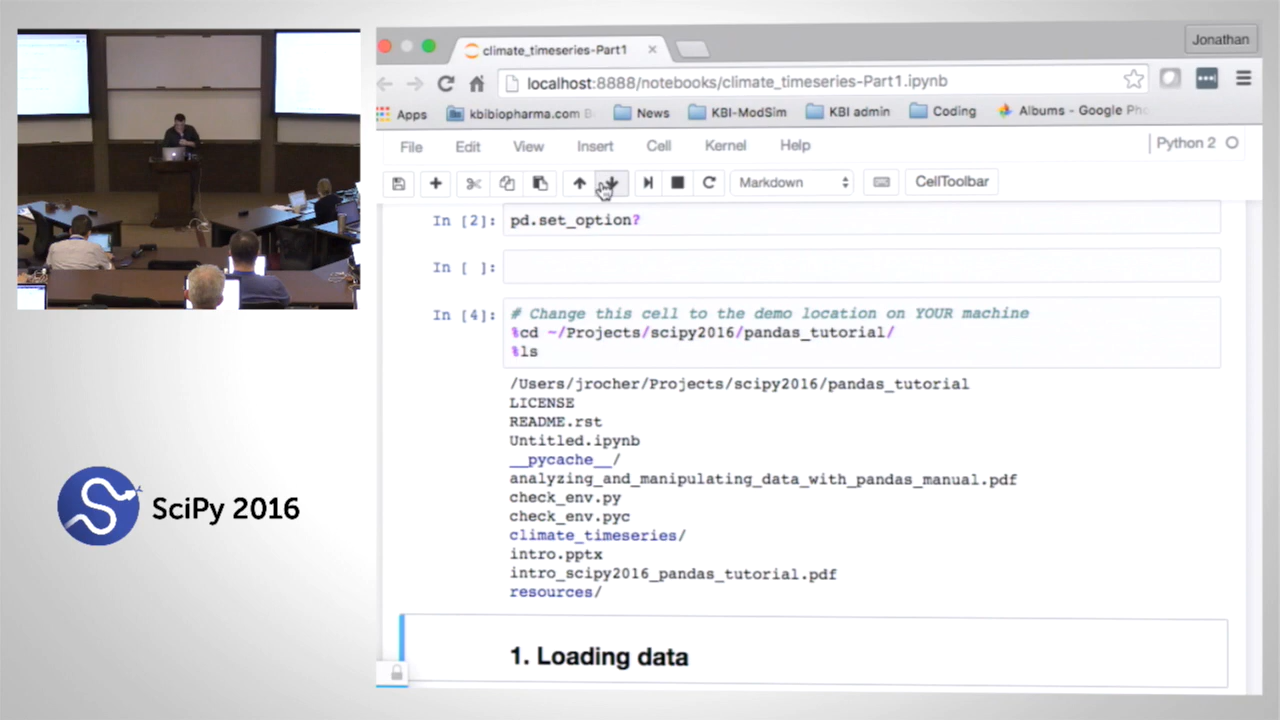 climate_timeseries-Part1
Jonathan
localhost:8888/notebooks/climate_timeseries-Part1.ipynb
Apps
kbibiopharma.com
News
KBI-ModSim
KBI admin
Coding
Albums - Google Pho
File
Edit
View
Insert
Cell
Kernel
Help
Python 2
Markdown
CellToolbar
In [2]: pd.set_option?
In [ ]:
In [4]: # Change this cell to the demo location on YOUR machine
%cd ~/Projects/scipy2016/pandas_tutorial/
%ls
/Users/jrocher/Projects/scipy2016/pandas_tutorial
LICENSE
README.rst
Untitled.ipynb
__pycache__/
analyzing_and_manipulating_data_with_pandas_manual.pdf
check_env.py
check_env.pyc
climate_timeseries/
intro.pptx
intro_scipy2016_pandas_tutorial.pdf
resources/
1. Loading data
SciPy 2016